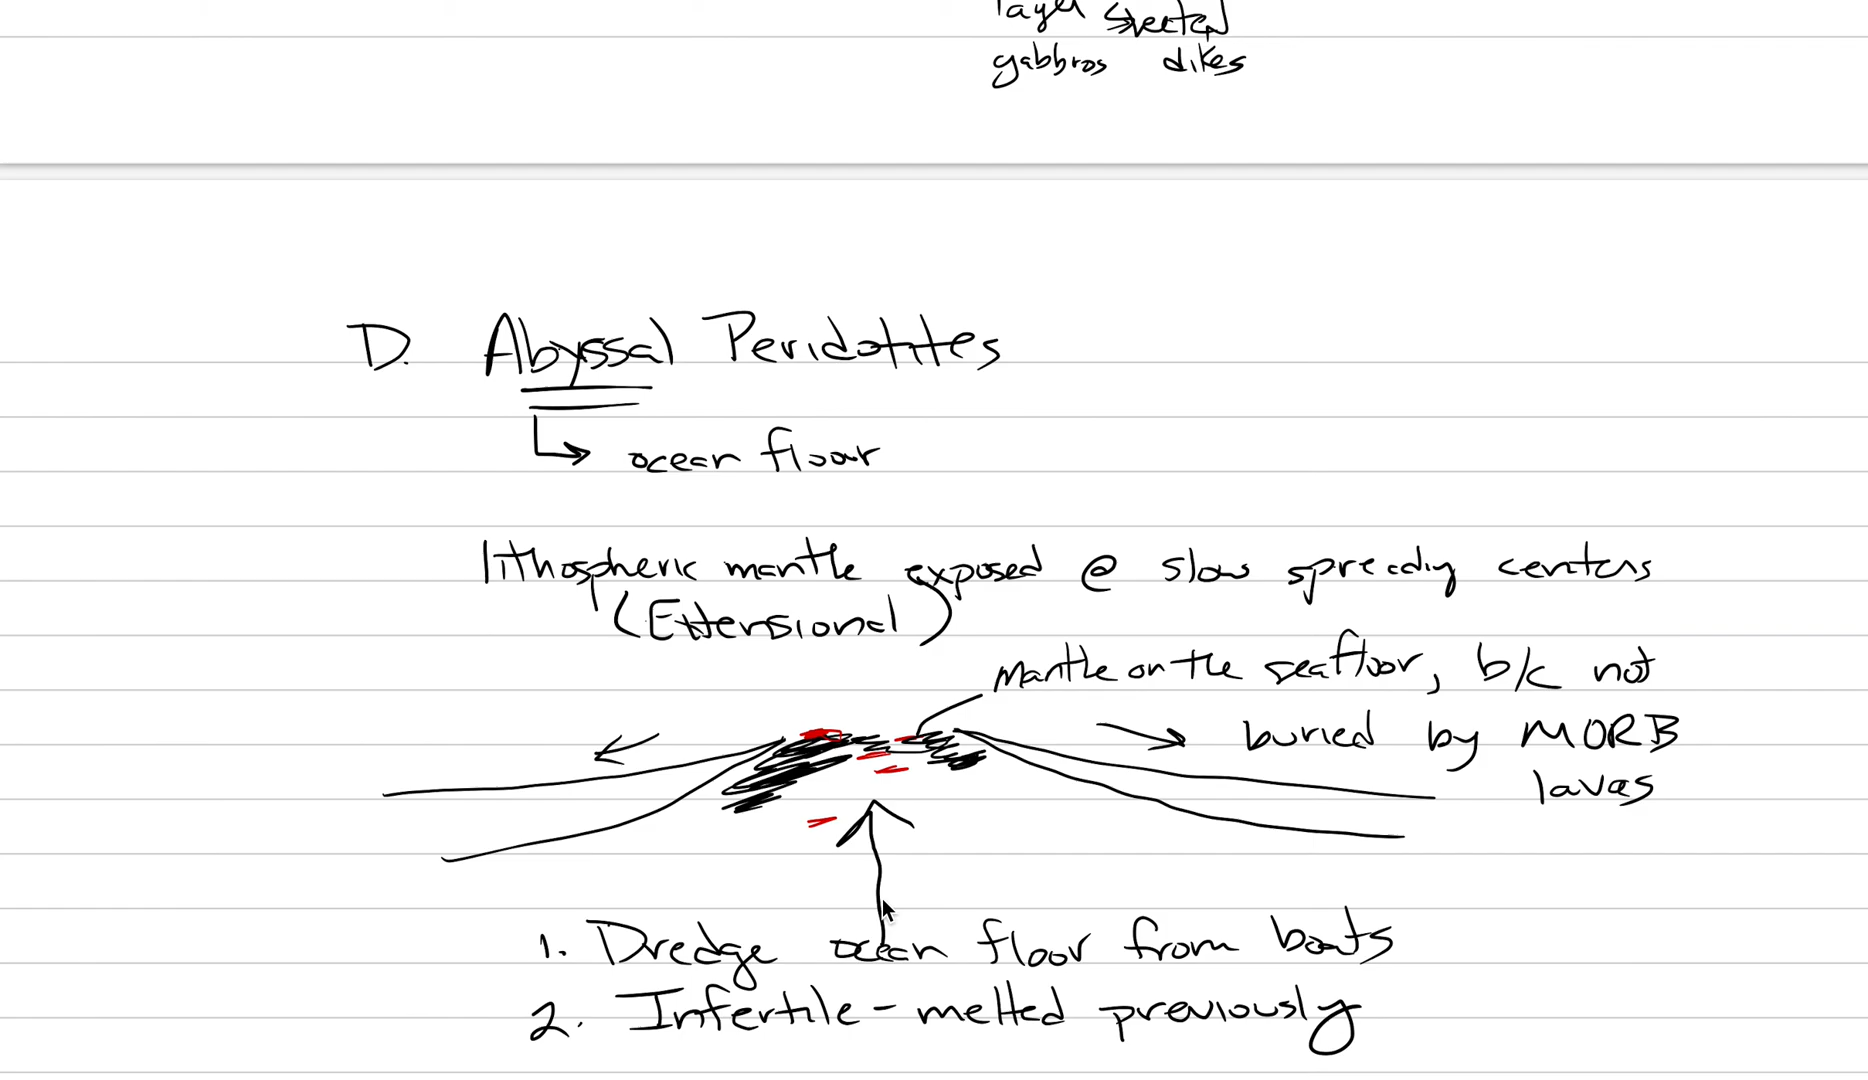 layer sheeted
gabbros dikes
D. Abyssal Peridotites
ocean floor
lithospheric mantle exposed @ slow spreading centers
(Extensional)
Mantle on the seafloor, b/c not
buried by MORB
lavas
1. Dredge ocean floor from boats
2. Infertile - melted previously